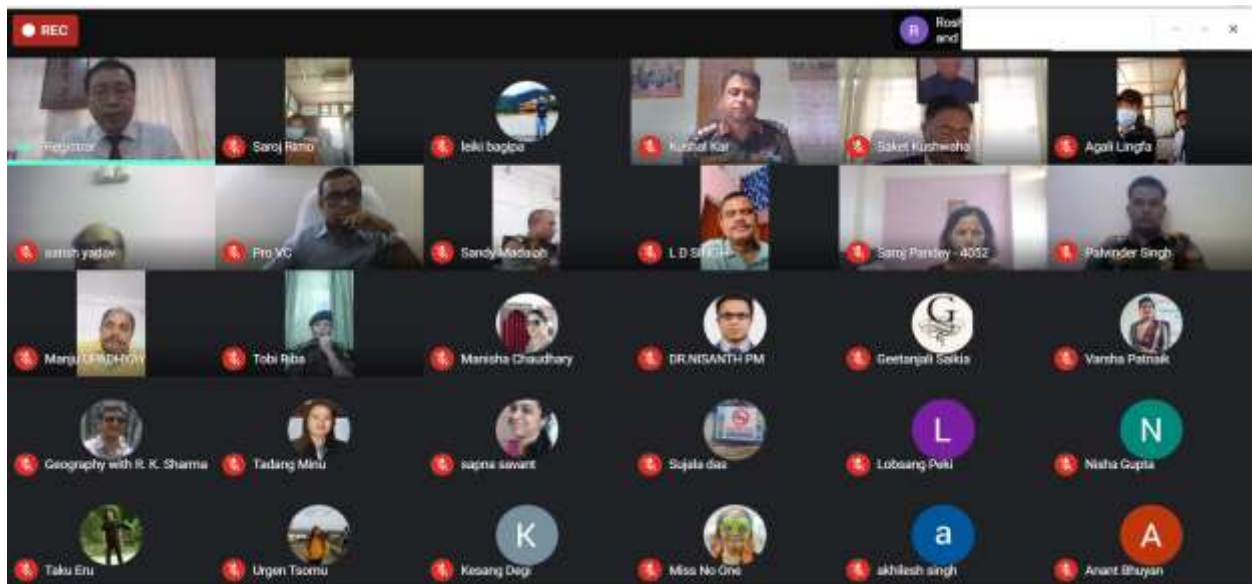 REC
R
and
Registrar
Saroj Rimo
leiki bagipa
Kushal Kar
Saket Kushwaha
Agali Lingfa
satish yadav
Pro VC
Sandy Madaiah
L D SINGH
Saroj Pandey - 4052
Palvinder Singh
Manju UPADHYAY
Tobi Riba
Manisha Chaudhary
DR.NISANTH PM
G
Geetanjali Saikia
Varsha Patnaik
Geography with R. K. Sharma
Tadang Minu
sapna savant
Sujala das
L
Lobsang Peki
N
Nisha Gupta
Taku Eru
Urgen Tsomu
K
Kesang Degi
Miss No One
a
akhilesh singh
A
Anant Bhuyan